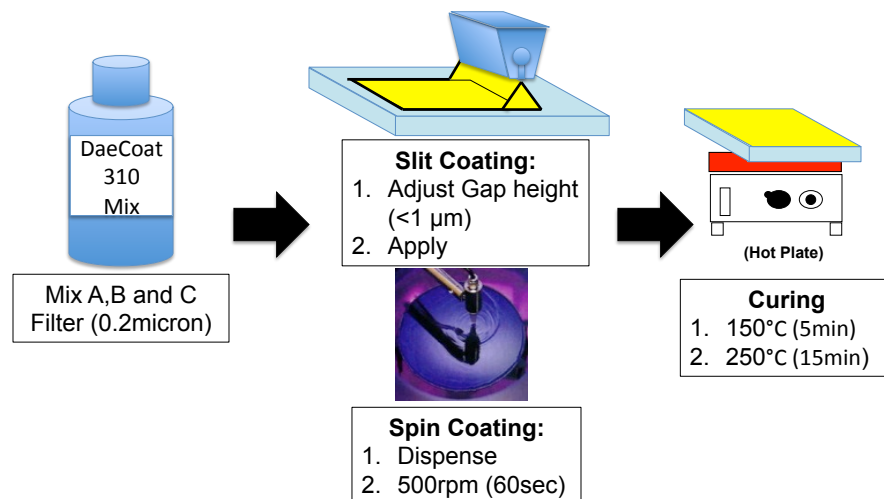 DaeCoat
310
Mix
Mix A,B and C
Filter (0.2micron)
Slit Coating:
1. Adjust Gap height
(<1 µm)
2. Apply
Spin Coating:
1. Dispense
2. 500rpm (60sec)
(Hot Plate)
Curing
1. 150°C (5min)
2. 250°C (15min)